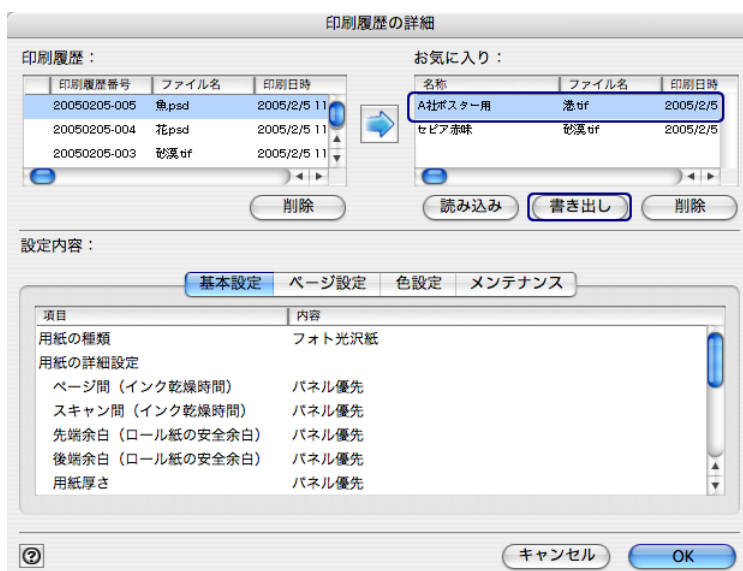 印刷履歴の詳細
印刷履歴：
印刷履歴番号 ファイル名 印刷日時
20050205-005 魚.psd 2005/2/5 11
20050205-004 花.psd 2005/2/5 11
20050205-003 砂漠.tif 2005/2/5 11
削除
お気に入り：
名称 ファイル名 印刷日時
A社ポスター用 港.tif 2005/2/5
セピア赤味 砂漠.tif 2005/2/5
読み込み 書き出し 削除
設定内容：
基本設定 ページ設定 色設定 メンテナンス
項目 内容
用紙の種類 フォト光沢紙
用紙の詳細設定
ページ間（インク乾燥時間） パネル優先
スキャン間（インク乾燥時間） パネル優先
先端余白（ロール紙の安全余白） パネル優先
後端余白（ロール紙の安全余白） パネル優先
用紙厚さ パネル優先
? キャンセル OK